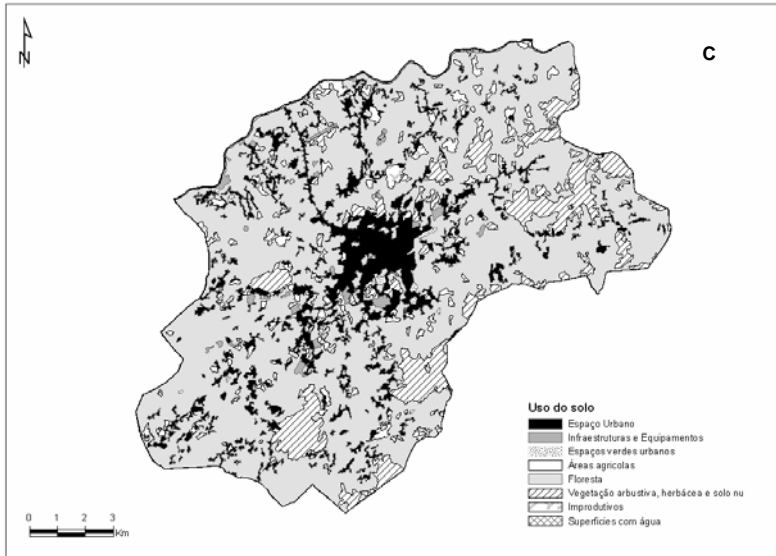 N
C
Uso do solo
Espaço Urbano
Infraestruturas e Equipamentos
Espaços verdes urbanos
Áreas agrícolas
Floresta
Vegetação arbustiva, herbácea e solo nu
Improdutivos
Superfícies com água
0 1 2 3
Km